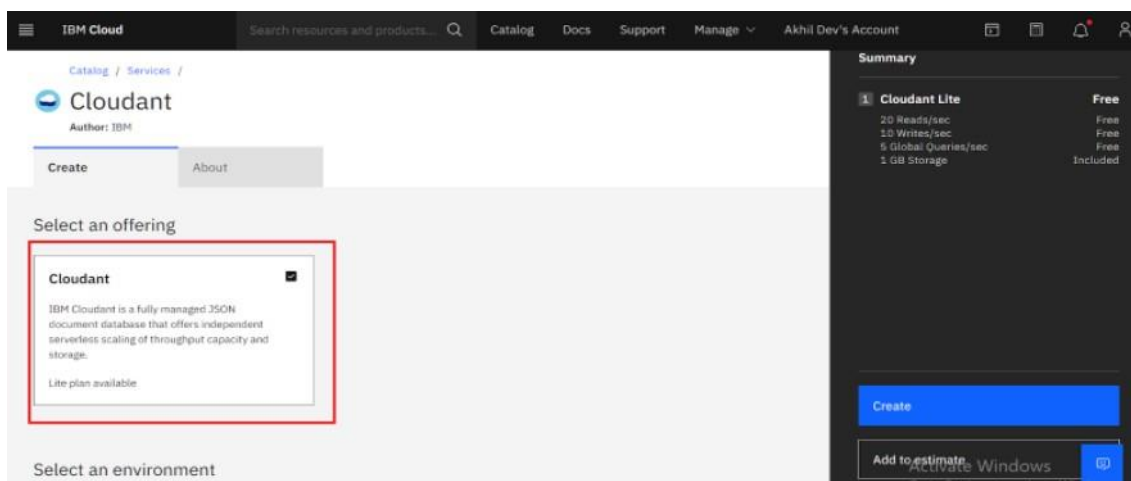 IBM Cloud
Search resources and products...
Catalog
Docs
Support
Manage
Akhil Dev's Account
Catalog / Services /
Cloudant
Author: IBM
Create
About
Select an offering
Cloudant
IBM Cloudant is a fully managed JSON
document database that offers independent
serverless scaling of throughput capacity and
storage.
Lite plan available
Select an environment
Summary
1 Cloudant Lite Free
20 Reads/sec Free
10 Writes/sec Free
5 Global Queries/sec Free
1 GB Storage Included
Create
Add to estimate
Activate Windows